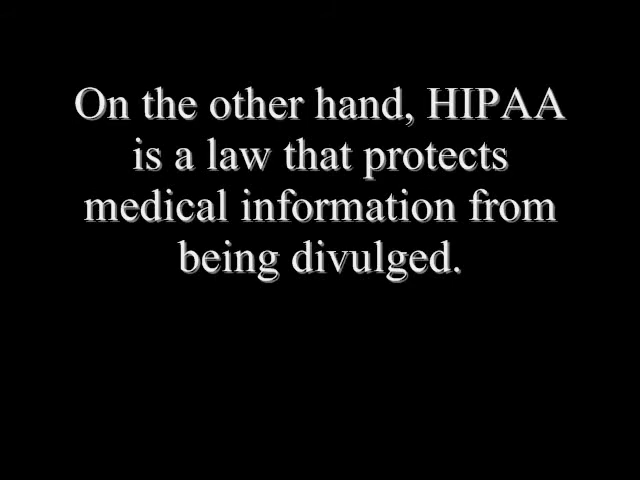 On the other hand, HIPAA
is a law that protects
medical information from
being divulged.